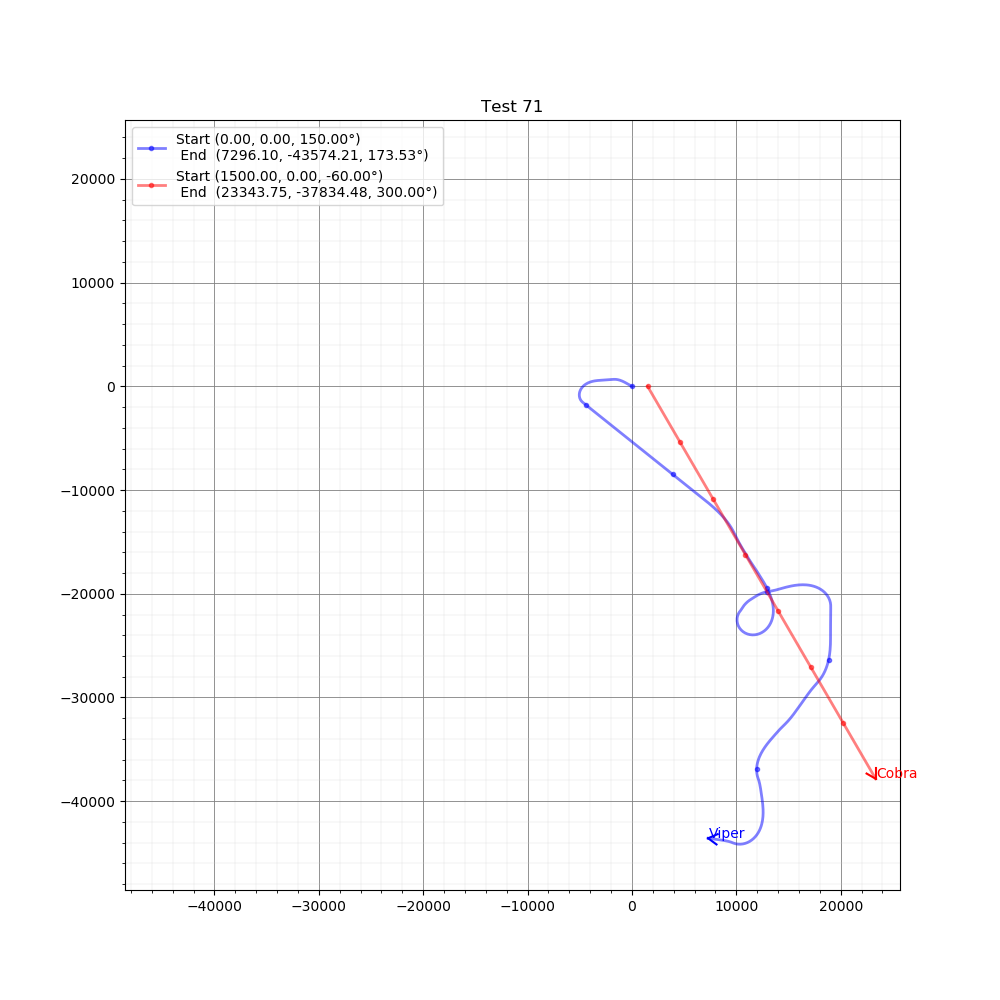 Test 71
Start (0.00, 0.00, 150.00°)
End (7296.10, -43574.21, 173.53°)
Start (1500.00, 0.00, -60.00°)
End (23343.75, -37834.48, 300.00°)
20000
10000
0
−10000
−20000
−30000
−40000
Cobra
Viper
−40000 −30000 −20000 −10000 0 10000 20000